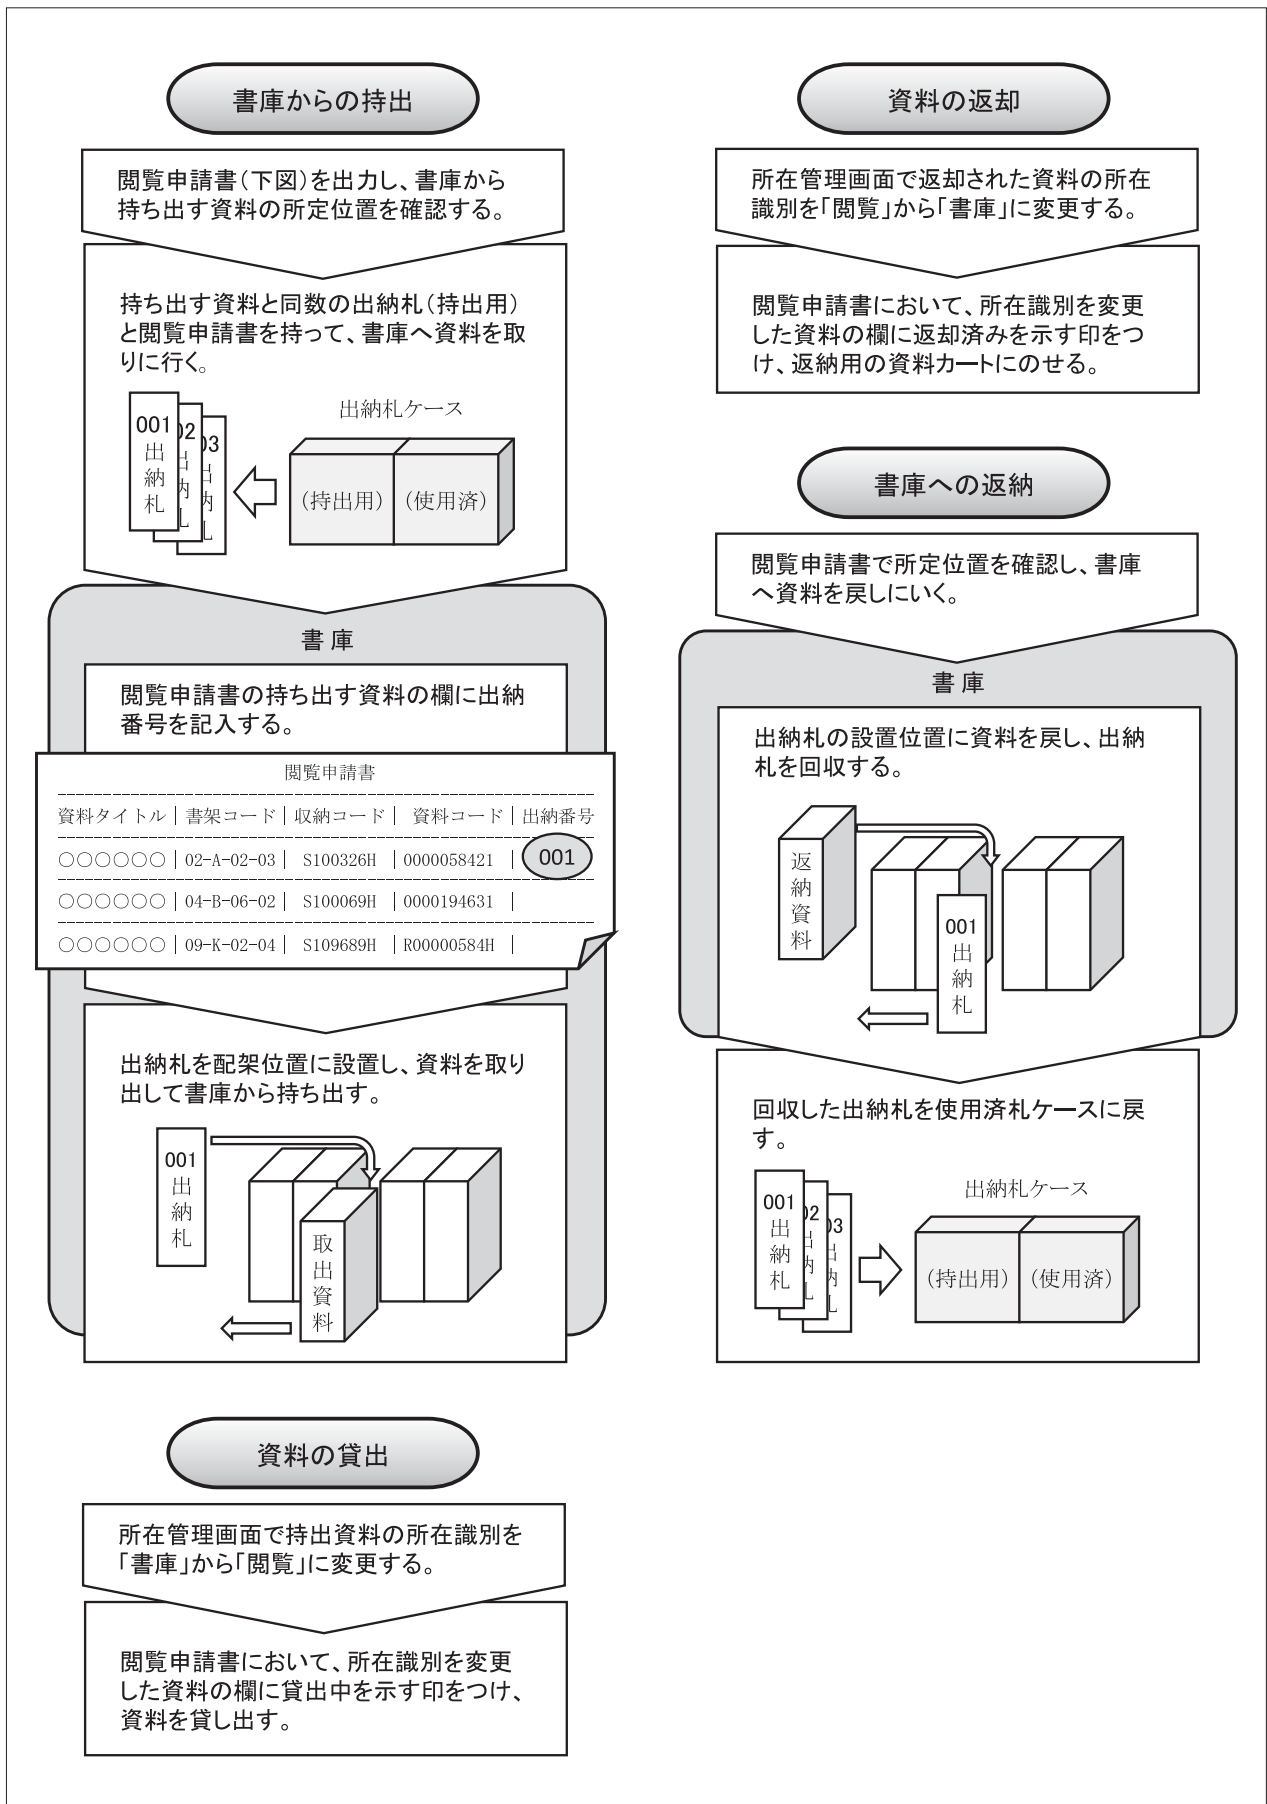 書庫からの持出
閲覧申請書(下図)を出力し、書庫から
持ち出す資料の所定位置を確認する。
持ち出す資料と同数の出納札(持出用)
と閲覧申請書を持って、書庫へ資料を取
りに行く。
出納札ケース
001
出
納
札
02
03
(持出用)
(使用済)
書庫
閲覧申請書の持ち出す資料の欄に出納
番号を記入する。
閲覧申請書
資料タイトル 書架コード 収納コード 資料コード 出納番号
○○○○○○ 02-A-02-03 S100326H 0000058421 001
○○○○○○ 04-B-06-02 S100069H 0000194631
○○○○○○ 09-K-02-04 S109689H R00000584H
出納札を配架位置に設置し、資料を取り
出して書庫から持ち出す。
001
出
納
札
取
出
資
料
資料の貸出
所在管理画面で持出資料の所在識別を
「書庫」から「閲覧」に変更する。
閲覧申請書において、所在識別を変更
した資料の欄に貸出中を示す印をつけ、
資料を貸し出す。
資料の返却
所在管理画面で返却された資料の所在
識別を「閲覧」から「書庫」に変更する。
閲覧申請書において、所在識別を変更
した資料の欄に返却済みを示す印をつ
け、返納用の資料カートにのせる。
書庫への返納
閲覧申請書で所定位置を確認し、書庫
へ資料を戻しにいく。
書庫
出納札の設置位置に資料を戻し、出納
札を回収する。
返
納
資
料
001
出
納
札
回収した出納札を使用済札ケースに戻
す。
出納札ケース
001
出
納
札
02
03
(持出用)
(使用済)